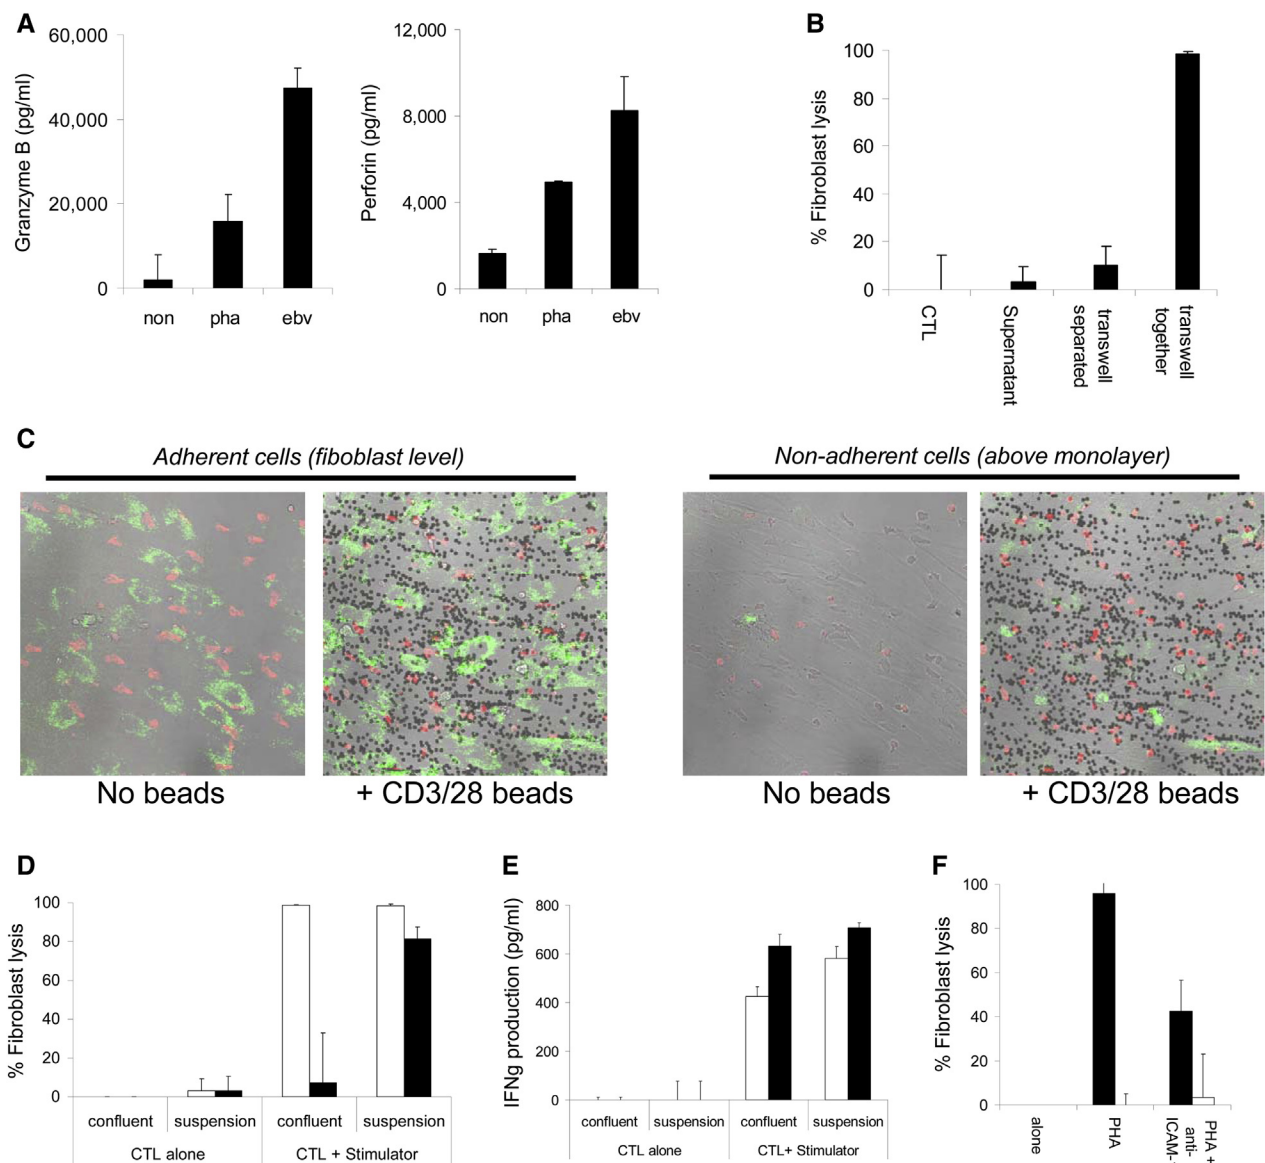 A
60,000
40,000
20,000
0
Granzyme B (pg/ml)
non pha ebv
12,000
8,000
4,000
0
Perforin (pg/ml)
non pha ebv
B
100
80
60
40
20
0
% Fibroblast lysis
CTL
Supernatant
transwell
separated
transwell
together
C
Adherent cells (fiboblast level)
Non-adherent cells (above monolayer)
No beads
+ CD3/28 beads
No beads
+ CD3/28 beads
D
100
80
60
40
20
0
% Fibroblast lysis
confluent suspension confluent suspension
CTL alone CTL + Stimulator
E
800
600
400
200
0
IFNg production (pg/ml)
confluent suspension confluent suspension
CTL alone CTL+ Stimulator
F
100
80
60
40
20
0
% Fibroblast lysis
alone
PHA
PHA +
anti-
ICAM-